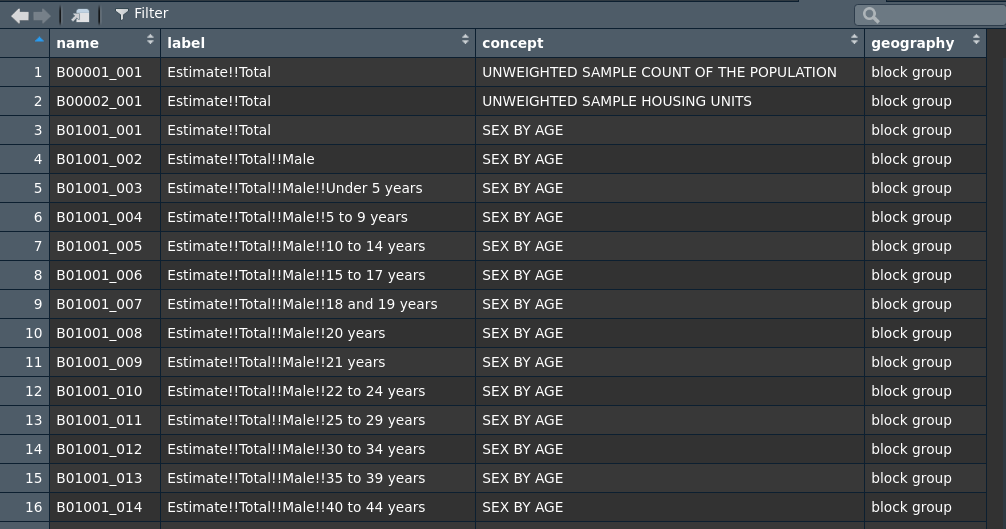 Filter
name label concept geography
1 B00001_001 Estimate!!Total UNWEIGHTED SAMPLE COUNT OF THE POPULATION block group
2 B00002_001 Estimate!!Total UNWEIGHTED SAMPLE HOUSING UNITS block group
3 B01001_001 Estimate!!Total SEX BY AGE block group
4 B01001_002 Estimate!!Total!!Male SEX BY AGE block group
5 B01001_003 Estimate!!Total!!Male!!Under 5 years SEX BY AGE block group
6 B01001_004 Estimate!!Total!!Male!!5 to 9 years SEX BY AGE block group
7 B01001_005 Estimate!!Total!!Male!!10 to 14 years SEX BY AGE block group
8 B01001_006 Estimate!!Total!!Male!!15 to 17 years SEX BY AGE block group
9 B01001_007 Estimate!!Total!!Male!!18 and 19 years SEX BY AGE block group
10 B01001_008 Estimate!!Total!!Male!!20 years SEX BY AGE block group
11 B01001_009 Estimate!!Total!!Male!!21 years SEX BY AGE block group
12 B01001_010 Estimate!!Total!!Male!!22 to 24 years SEX BY AGE block group
13 B01001_011 Estimate!!Total!!Male!!25 to 29 years SEX BY AGE block group
14 B01001_012 Estimate!!Total!!Male!!30 to 34 years SEX BY AGE block group
15 B01001_013 Estimate!!Total!!Male!!35 to 39 years SEX BY AGE block group
16 B01001_014 Estimate!!Total!!Male!!40 to 44 years SEX BY AGE block group